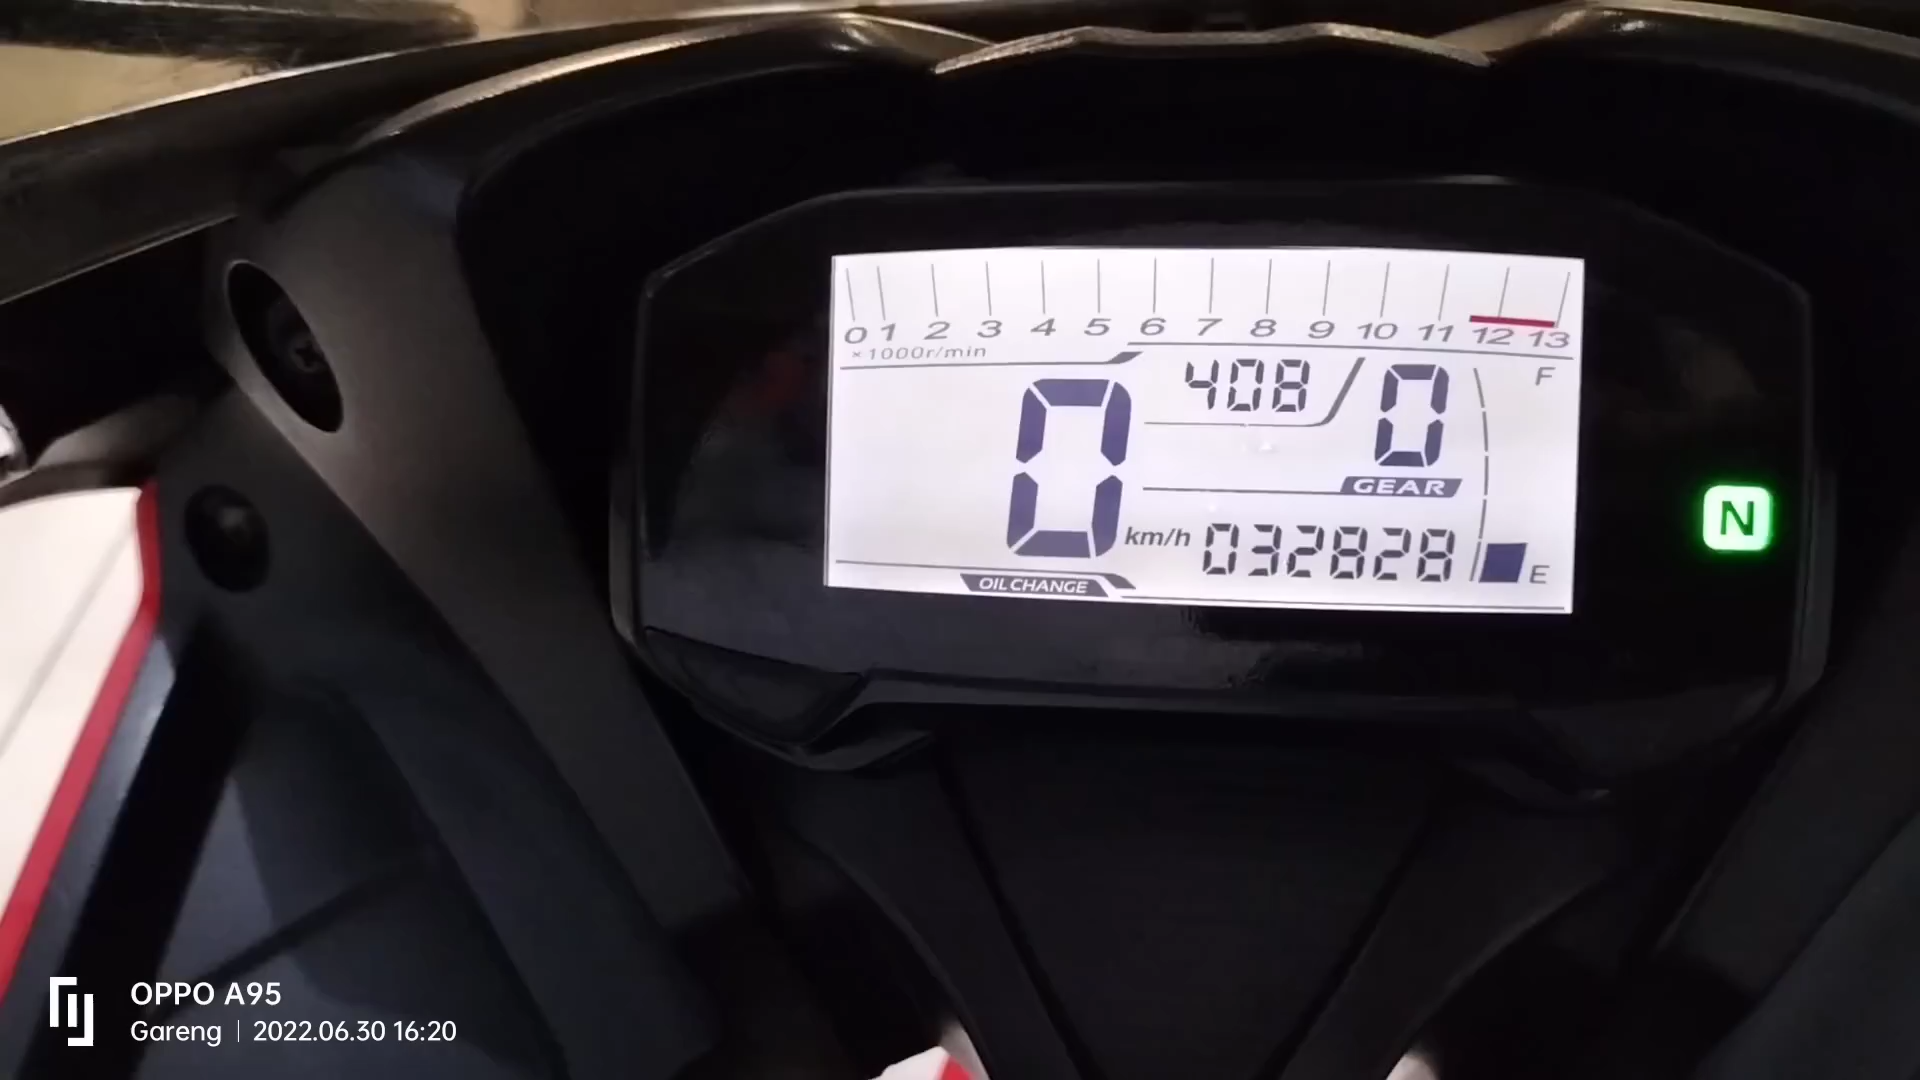 0 1 2 3 4 5 6 7 8 9 10 11 12 13
×1000r/min
408
0
F
GEAR
0
km/h
032828
E
OIL CHANGE
N
OPPO A95
Gareng | 2022.06.30 16:20